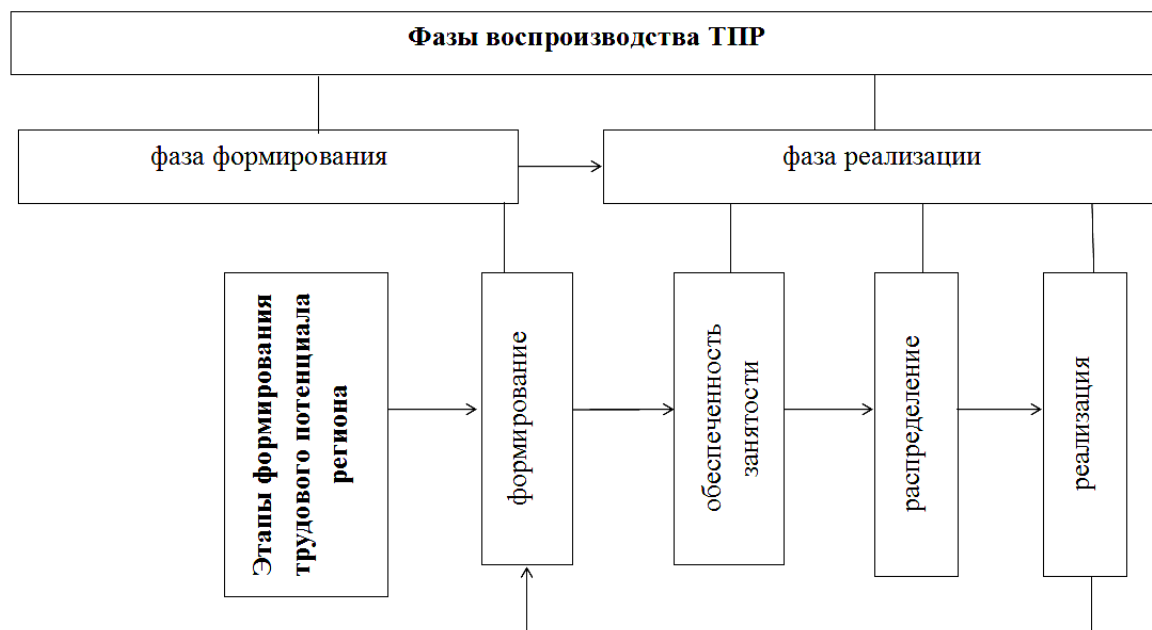 Фазы воспроизводства ТПР
фаза формирования
фаза реализации
Этапы формирования
трудового потенциала
региона
формирование
обеспеченность
занятости
распределение
реализация